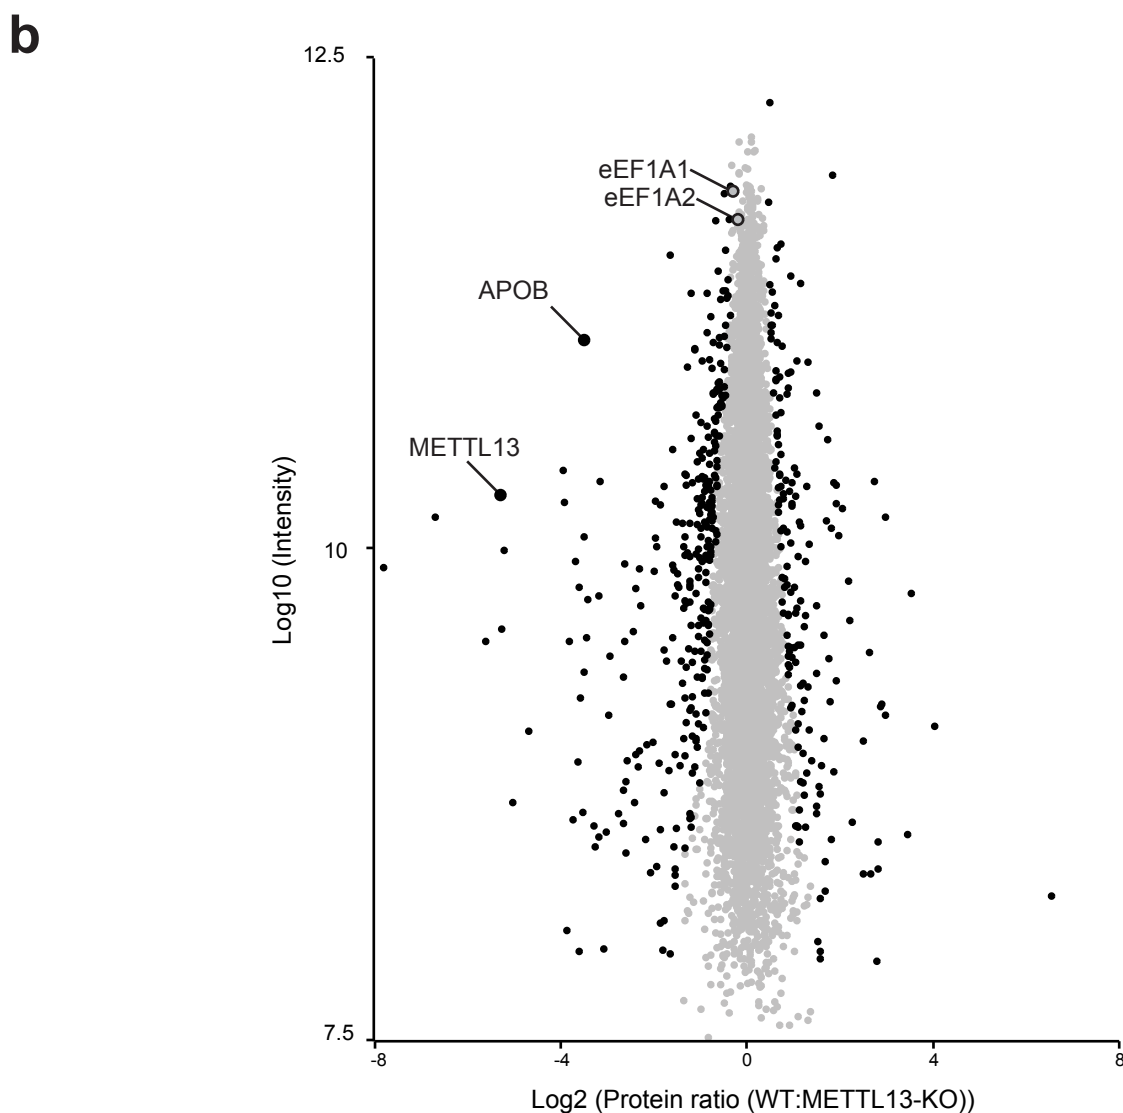 b
12.5
eEF1A1
eEF1A2
APOB
METTL13
10
Log10 (Intensity)
7.5
-8 -4 0 4 8
Log2 (Protein ratio (WT:METTL13-KO))